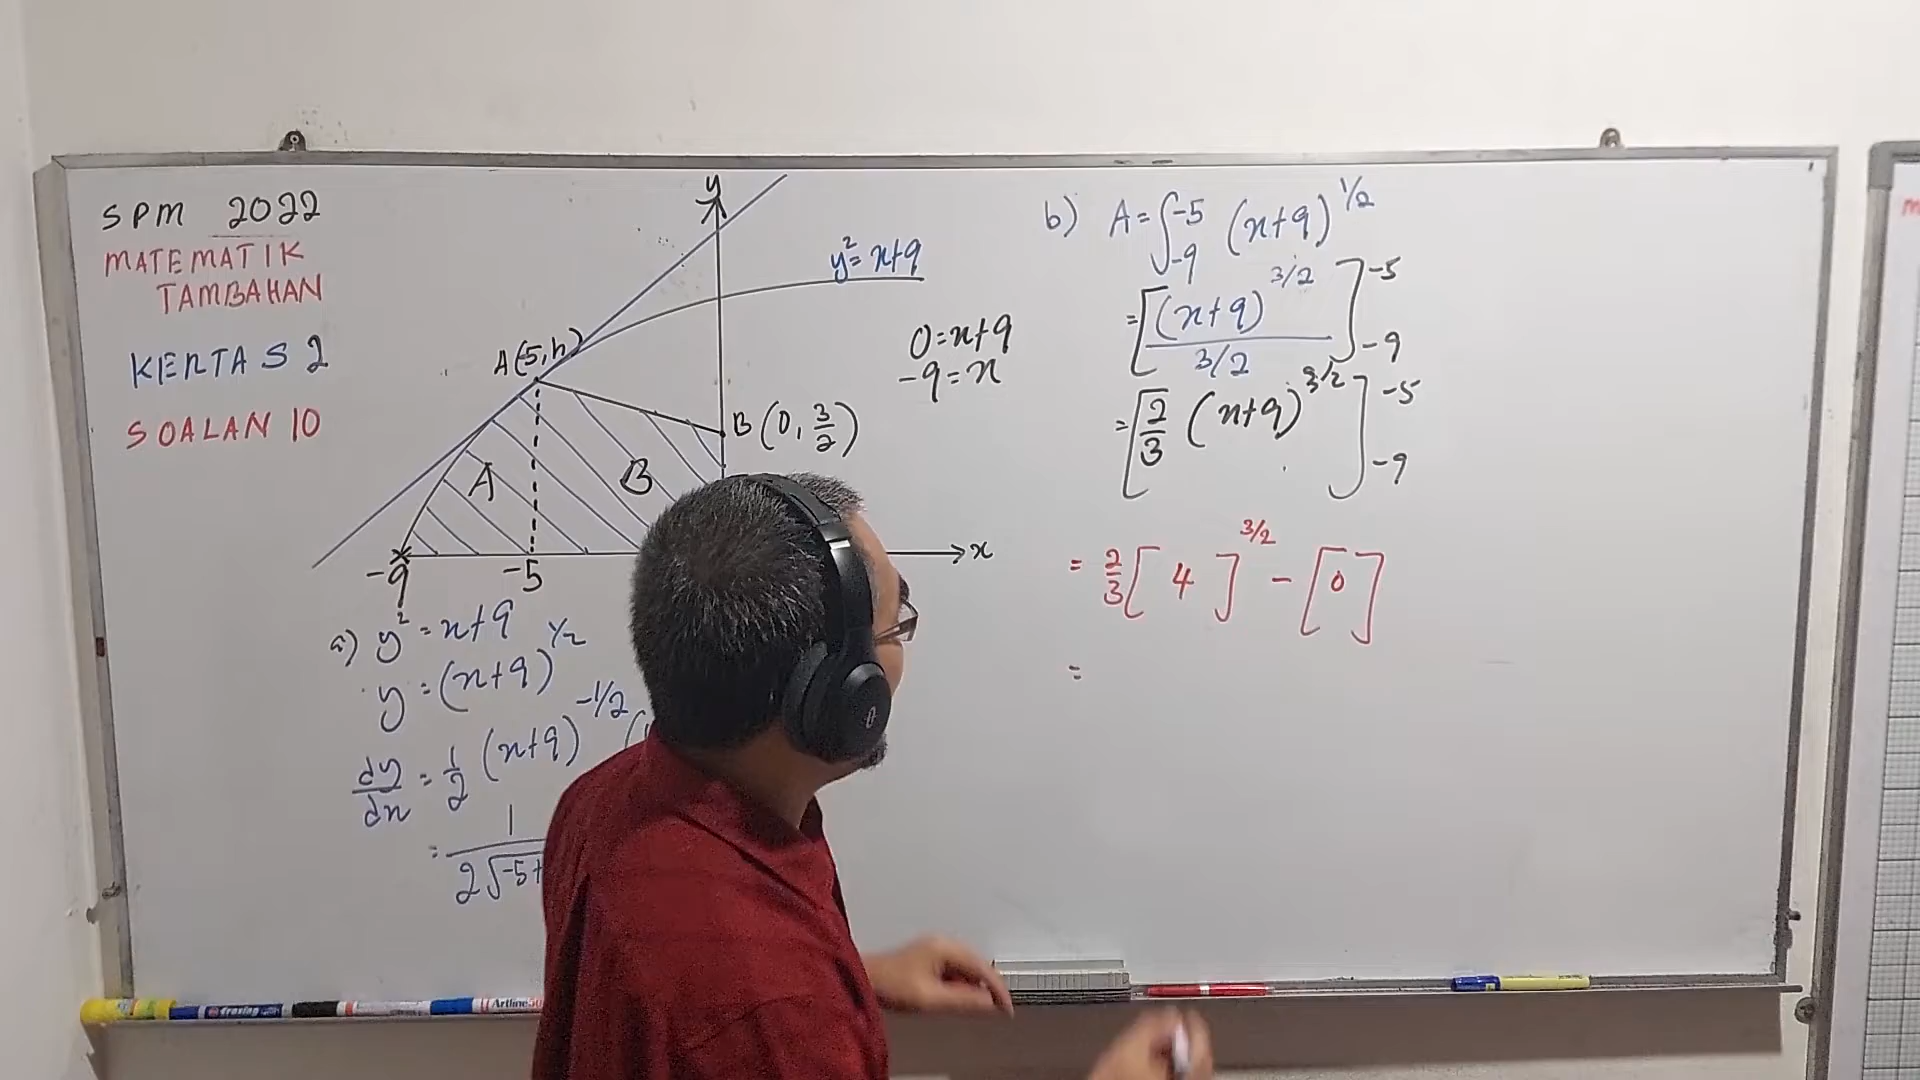 SPM 2022
MATEMATIK
TAMBAHAN
KERTAS 2
SOALAN 10
y
y² = x+9
0 = x+9
-9 = x
A(-5, h)
B (0, 3/2)
A
B
x
-9
-5
a) y² = x+9
y = (x+9)^1/2
dy/dx = 1/2 (x+9)^-1/2 (
= 1/2√-5+
b) A = ∫-5 -9 (x+9)^1/2
= [(x+9)^3/2 / 3/2] -5 -9
= [2/3 (x+9)^3/2] -5 -9
= 2/3 [4]^3/2 - [0]
=
Artline